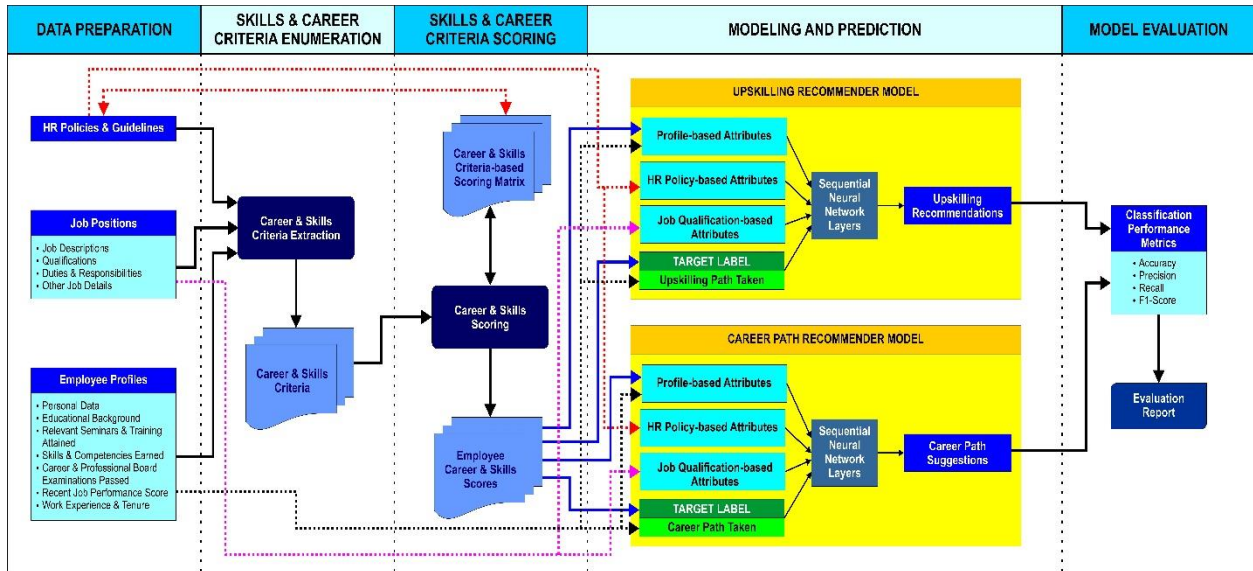 DATA PREPARATION
SKILLS & CAREER
CRITERIA ENUMERATION
SKILLS & CAREER
CRITERIA SCORING
MODELING AND PREDICTION
MODEL EVALUATION
HR Policies & Guidelines
Job Positions
• Job Descriptions
• Qualifications
• Duties & Responsibilities
• Other Job Details
Employee Profiles
• Personal Data
• Educational Background
• Relevant Seminars & Training
Attained
• Skills & Competencies Earned
• Career & Professional Board
Examinations Passed
• Recent Job Performance Score
• Work Experience & Tenure
Career & Skills
Criteria Extraction
Career & Skills
Criteria
Career & Skills
Criteria-based
Scoring Matrix
Career & Skills
Scoring
Employee
Career & Skills
Scores
UPSKILLING RECOMMENDER MODEL
Profile-based Attributes
HR Policy-based Attributes
Job Qualification-based
Attributes
TARGET LABEL
Upskilling Path Taken
Sequential
Neural
Network
Layers
Upskilling
Recommendations
CAREER PATH RECOMMENDER MODEL
Profile-based Attributes
HR Policy-based Attributes
Job Qualification-based
Attributes
TARGET LABEL
Career Path Taken
Sequential
Neural
Network
Layers
Career Path
Suggestions
Classification
Performance
Metrics
• Accuracy
• Precision
• Recall
• F1-Score
Evaluation
Report